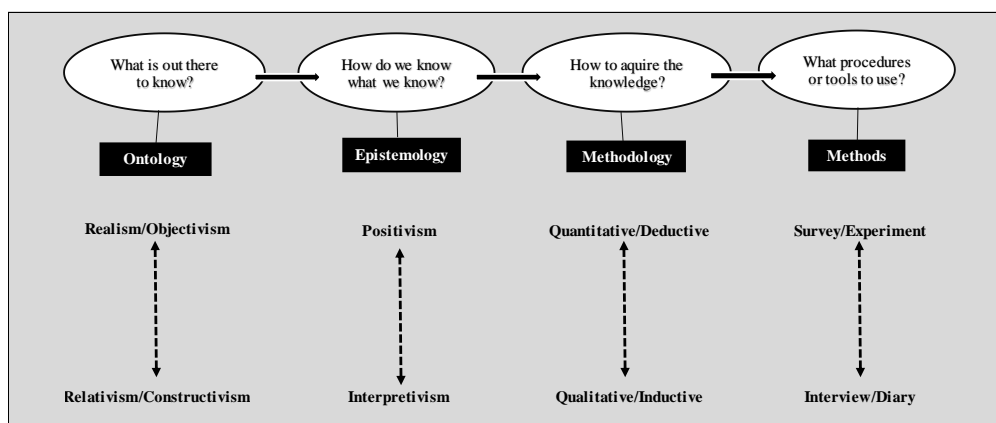 What is out there
to know?
How do we know
what we know?
How to aquire the
knowledge?
What procedures
or tools to use?
Ontology
Epistemology
Methodology
Methods
Realism/Objectivism
Positivism
Quantitative/Deductive
Survey/Experiment
Relativism/Constructivism
Interpretivism
Qualitative/Inductive
Interview/Diary